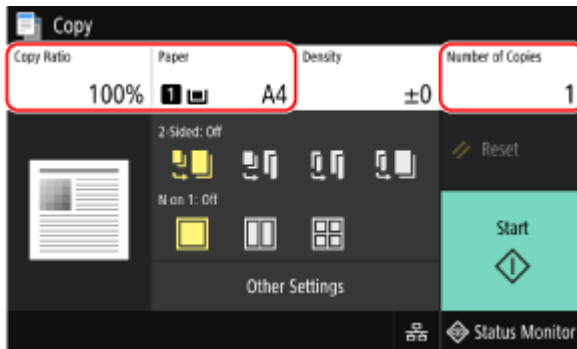 Copy
Copy Ratio
100%
Paper
1 A4
Density
±0
Number of Copies
1
2-Sided: Off
N on 1: Off
Other Settings
Reset
Start
Status Monitor